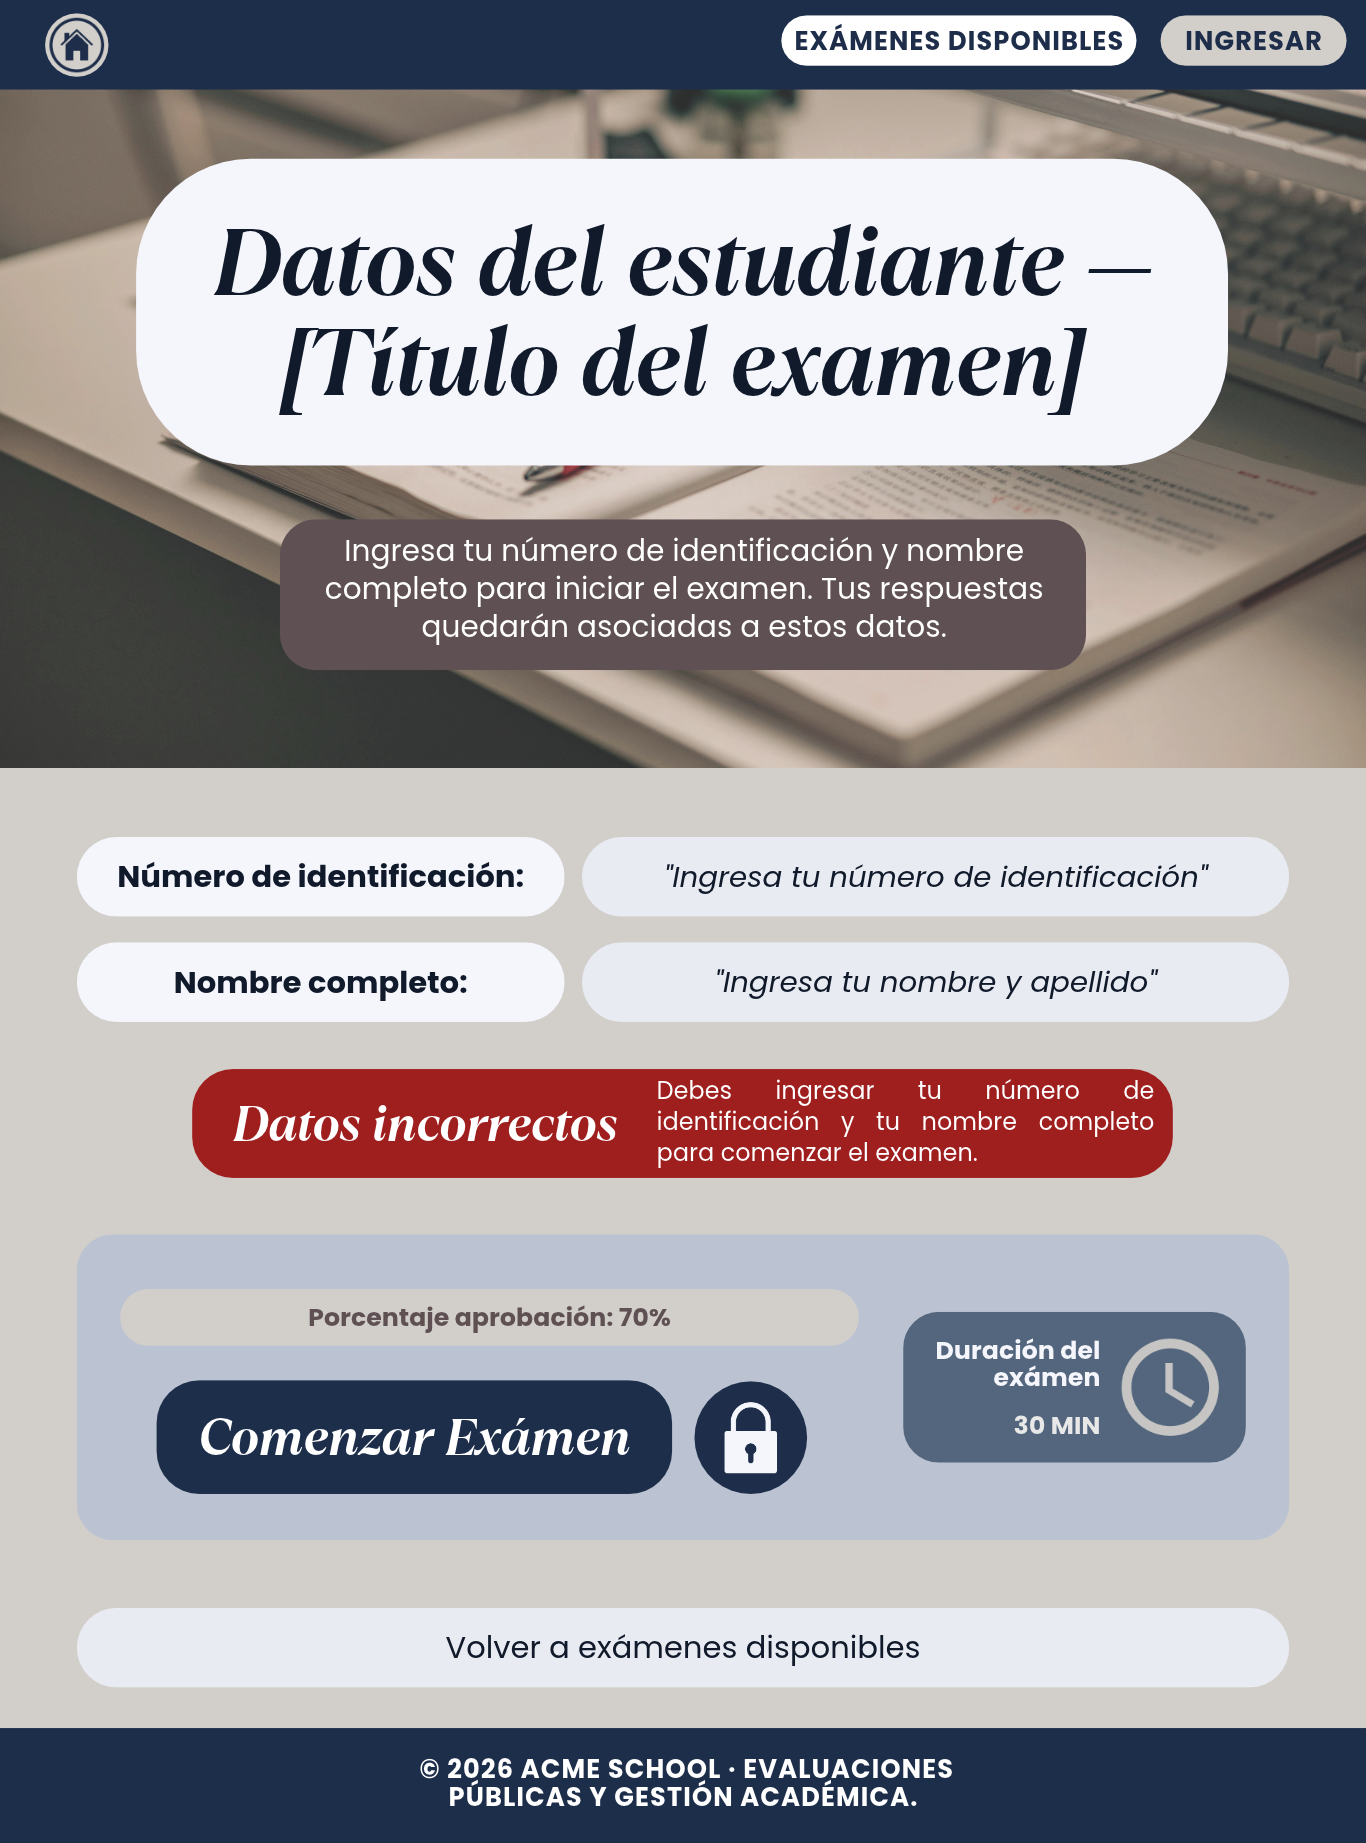 EXÁMENES DISPONIBLES
INGRESAR
Datos del estudiante –
[Título del examen]
Ingresa tu número de identificación y nombre
completo para iniciar el examen. Tus respuestas
quedarán asociadas a estos datos.
Número de identificación:
"Ingresa tu número de identificación"
Nombre completo:
"Ingresa tu nombre y apellido"
Datos incorrectos
Debes ingresar tu número de
identificación y tu nombre completo
para comenzar el examen.
Porcentaje aprobación: 70%
Comenzar Exámen
Duración del
exámen
30 MIN
Volver a exámenes disponibles
© 2026 ACME SCHOOL · EVALUACIONES
PÚBLICAS Y GESTIÓN ACADÉMICA.